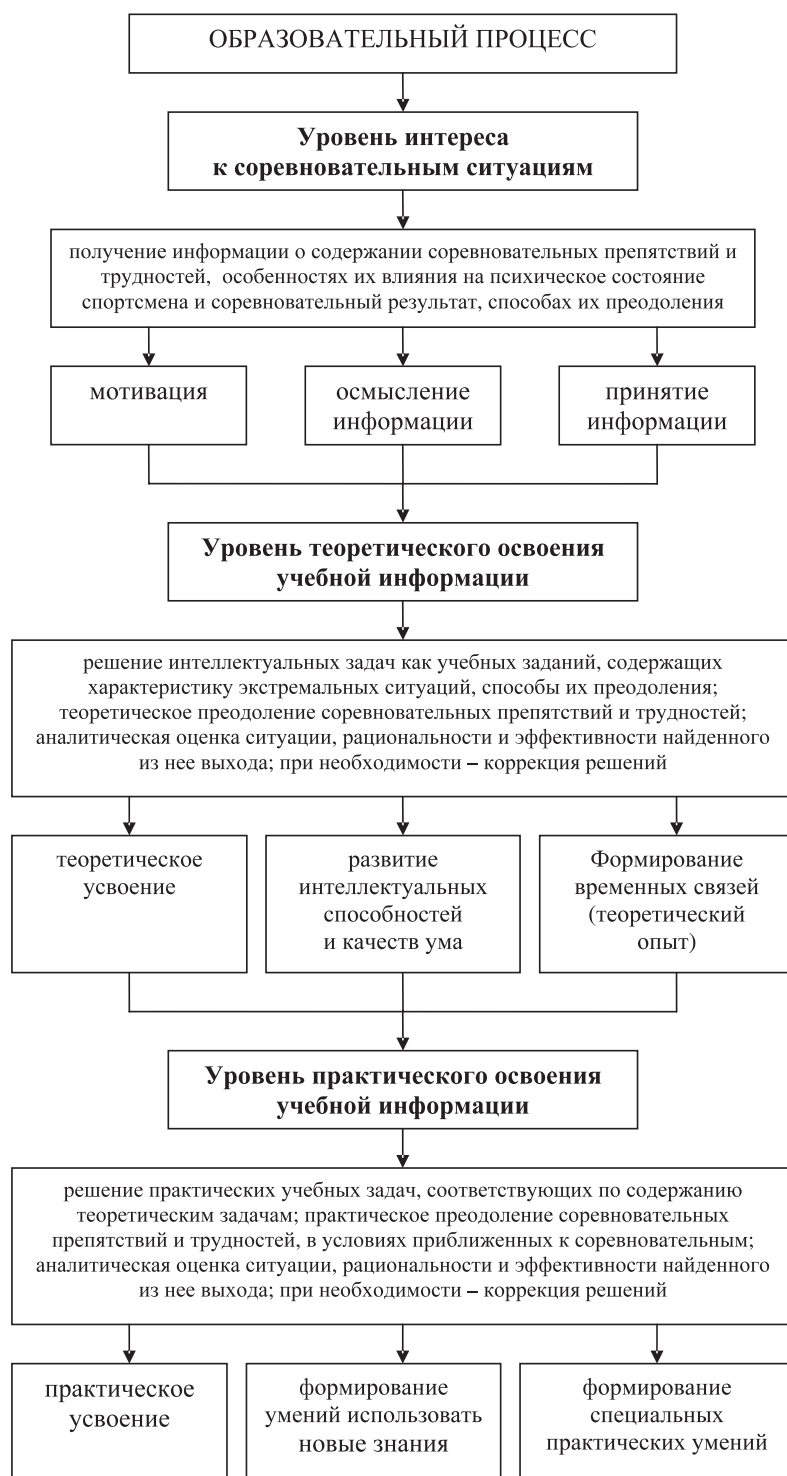 ОБРАЗОВАТЕЛЬНЫЙ ПРОЦЕСС
Уровень интереса
к соревновательным ситуациям
получение информации о содержании соревновательных препятствий и
трудностей, особенностях их влияния на психическое состояние
спортсмена и соревновательный результат, способах их преодоления
мотивация
осмысление
информации
принятие
информации
Уровень теоретического освоения
учебной информации
решение интеллектуальных задач как учебных заданий, содержащих
характеристику экстремальных ситуаций, способы их преодоления;
теоретическое преодоление соревновательных препятствий и трудностей;
аналитическая оценка ситуации, рациональности и эффективности найденного
из нее выхода; при необходимости – коррекция решений
теоретическое
усвоение
развитие
интеллектуальных
способностей
и качеств ума
Формирование
временных связей
(теоретический
опыт)
Уровень практического освоения
учебной информации
решение практических учебных задач, соответствующих по содержанию
теоретическим задачам; практическое преодоление соревновательных
препятствий и трудностей, в условиях приближенных к соревновательным;
аналитическая оценка ситуации, рациональности и эффективности найденного
из нее выхода; при необходимости – коррекция решений
практическое
усвоение
формирование
умений использовать
новые знания
формирование
специальных
практических умений